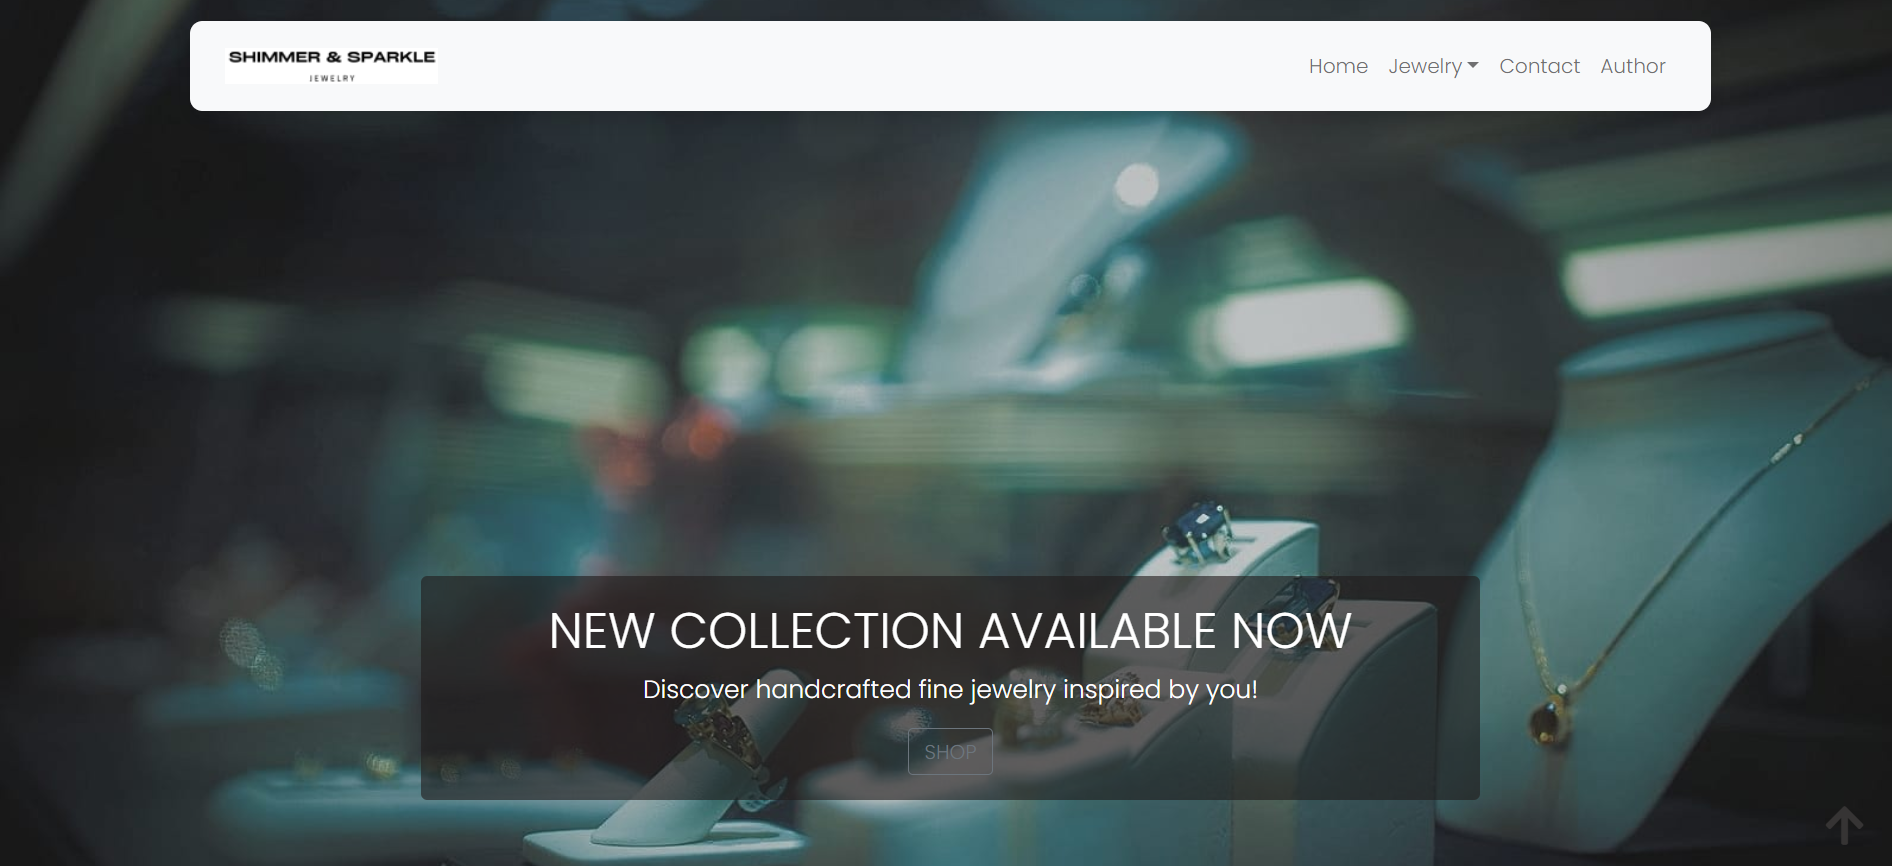 SHIMMER & SPARKLE
JEWELRY
Home Jewelry Contact Author
NEW COLLECTION AVAILABLE NOW
Discover handcrafted fine jewelry inspired by you!
SHOP